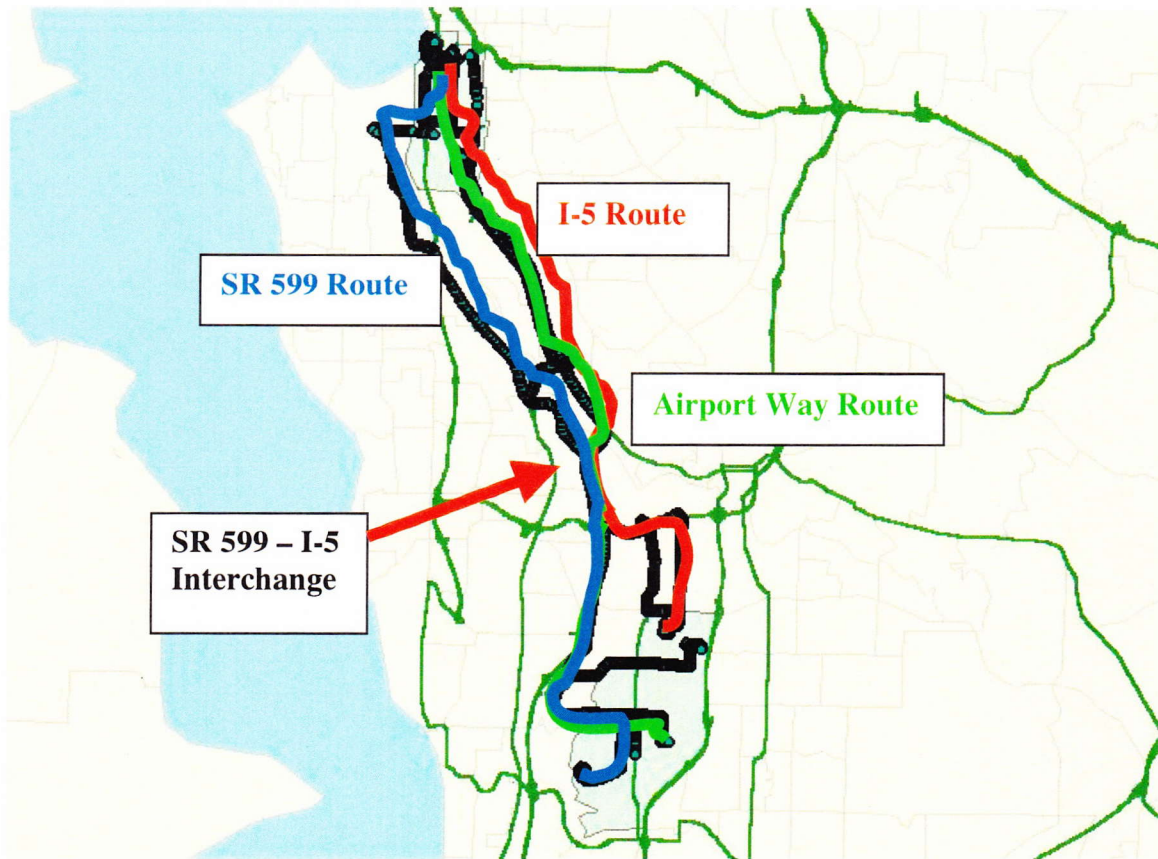 I-5 Route
SR 599 Route
Airport Way Route
SR 599 – I-5
Interchange